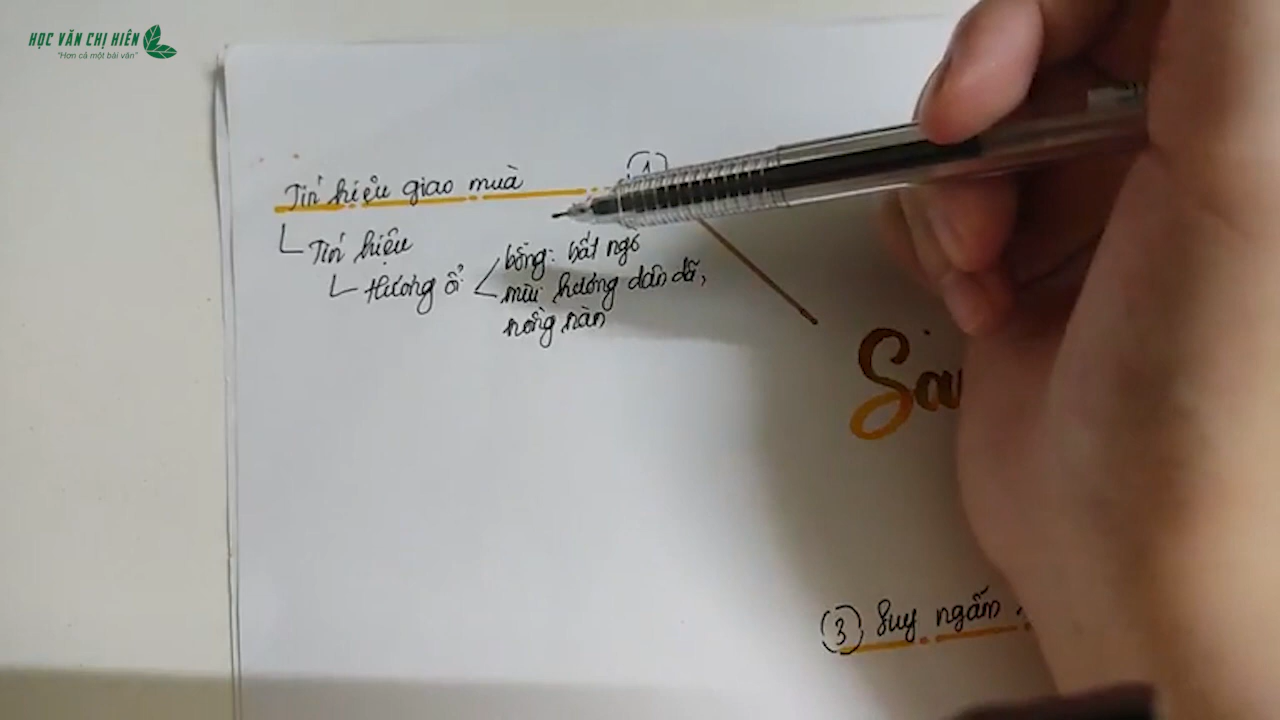 HỌC VĂN CHỊ HIÊN
"Hơn cả một bài văn"
Tín hiệu giao mùa
1
Tín hiệu
Hương ổi
bỗng: bất ngờ
mùi hương dân dã,
nồng nàn
3 Suy ngẫm